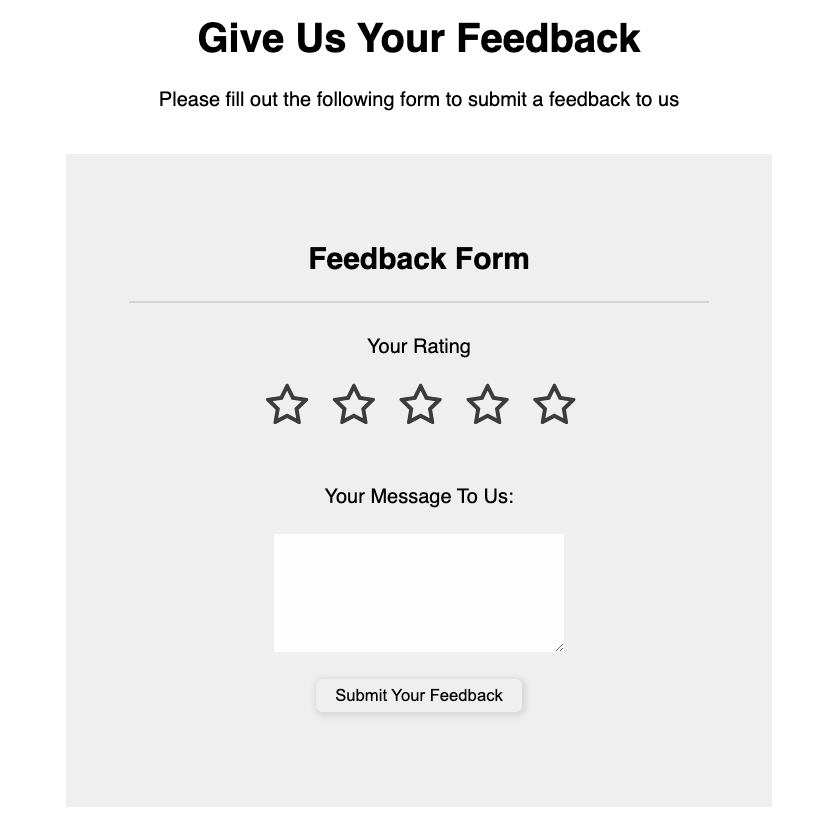 Give Us Your Feedback
Please fill out the following form to submit a feedback to us
Feedback Form
Your Rating
Your Message To Us:
Submit Your Feedback